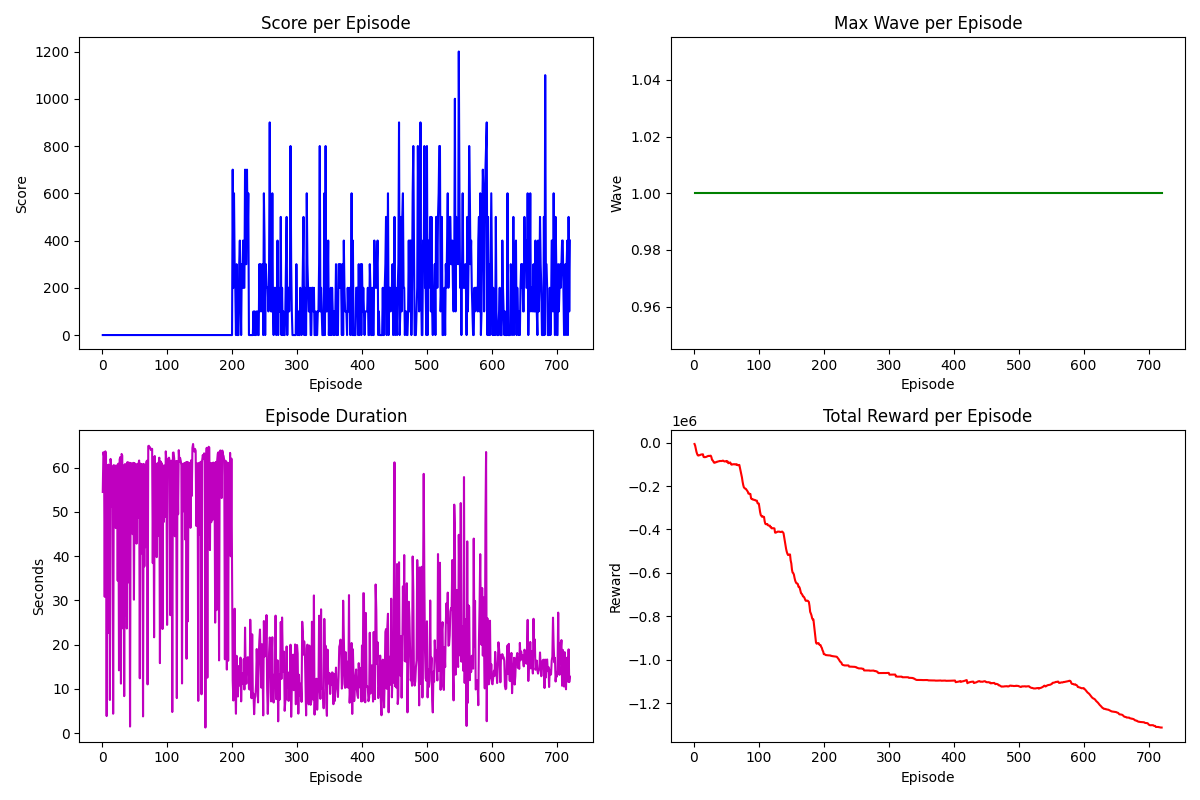 Score per Episode
Score
1200
1000
800
600
400
200
0
0 100 200 300 400 500 600 700
Episode
Max Wave per Episode
Wave
1.04
1.02
1.00
0.98
0.96
0 100 200 300 400 500 600 700
Episode
Episode Duration
Seconds
60
50
40
30
20
10
0
0 100 200 300 400 500 600 700
Episode
Total Reward per Episode
1e6
Reward
0.0
−0.2
−0.4
−0.6
−0.8
−1.0
−1.2
0 100 200 300 400 500 600 700
Episode